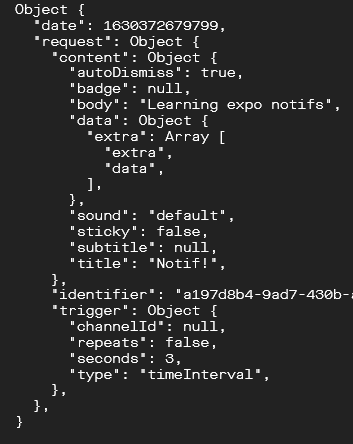 Object {
  "date": 1630372679799,
  "request": Object {
    "content": Object {
      "autoDismiss": true,
      "badge": null,
      "body": "Learning expo notifs",
      "data": Object {
        "extra": Array [
          "extra",
          "data",
        ],
      },
      "sound": "default",
      "sticky": false,
      "subtitle": null,
      "title": "Notif!",
    },
    "identifier": "a197d8b4-9ad7-430b-
    "trigger": Object {
      "channelId": null,
      "repeats": false,
      "seconds": 3,
      "type": "timeInterval",
    },
  },
}